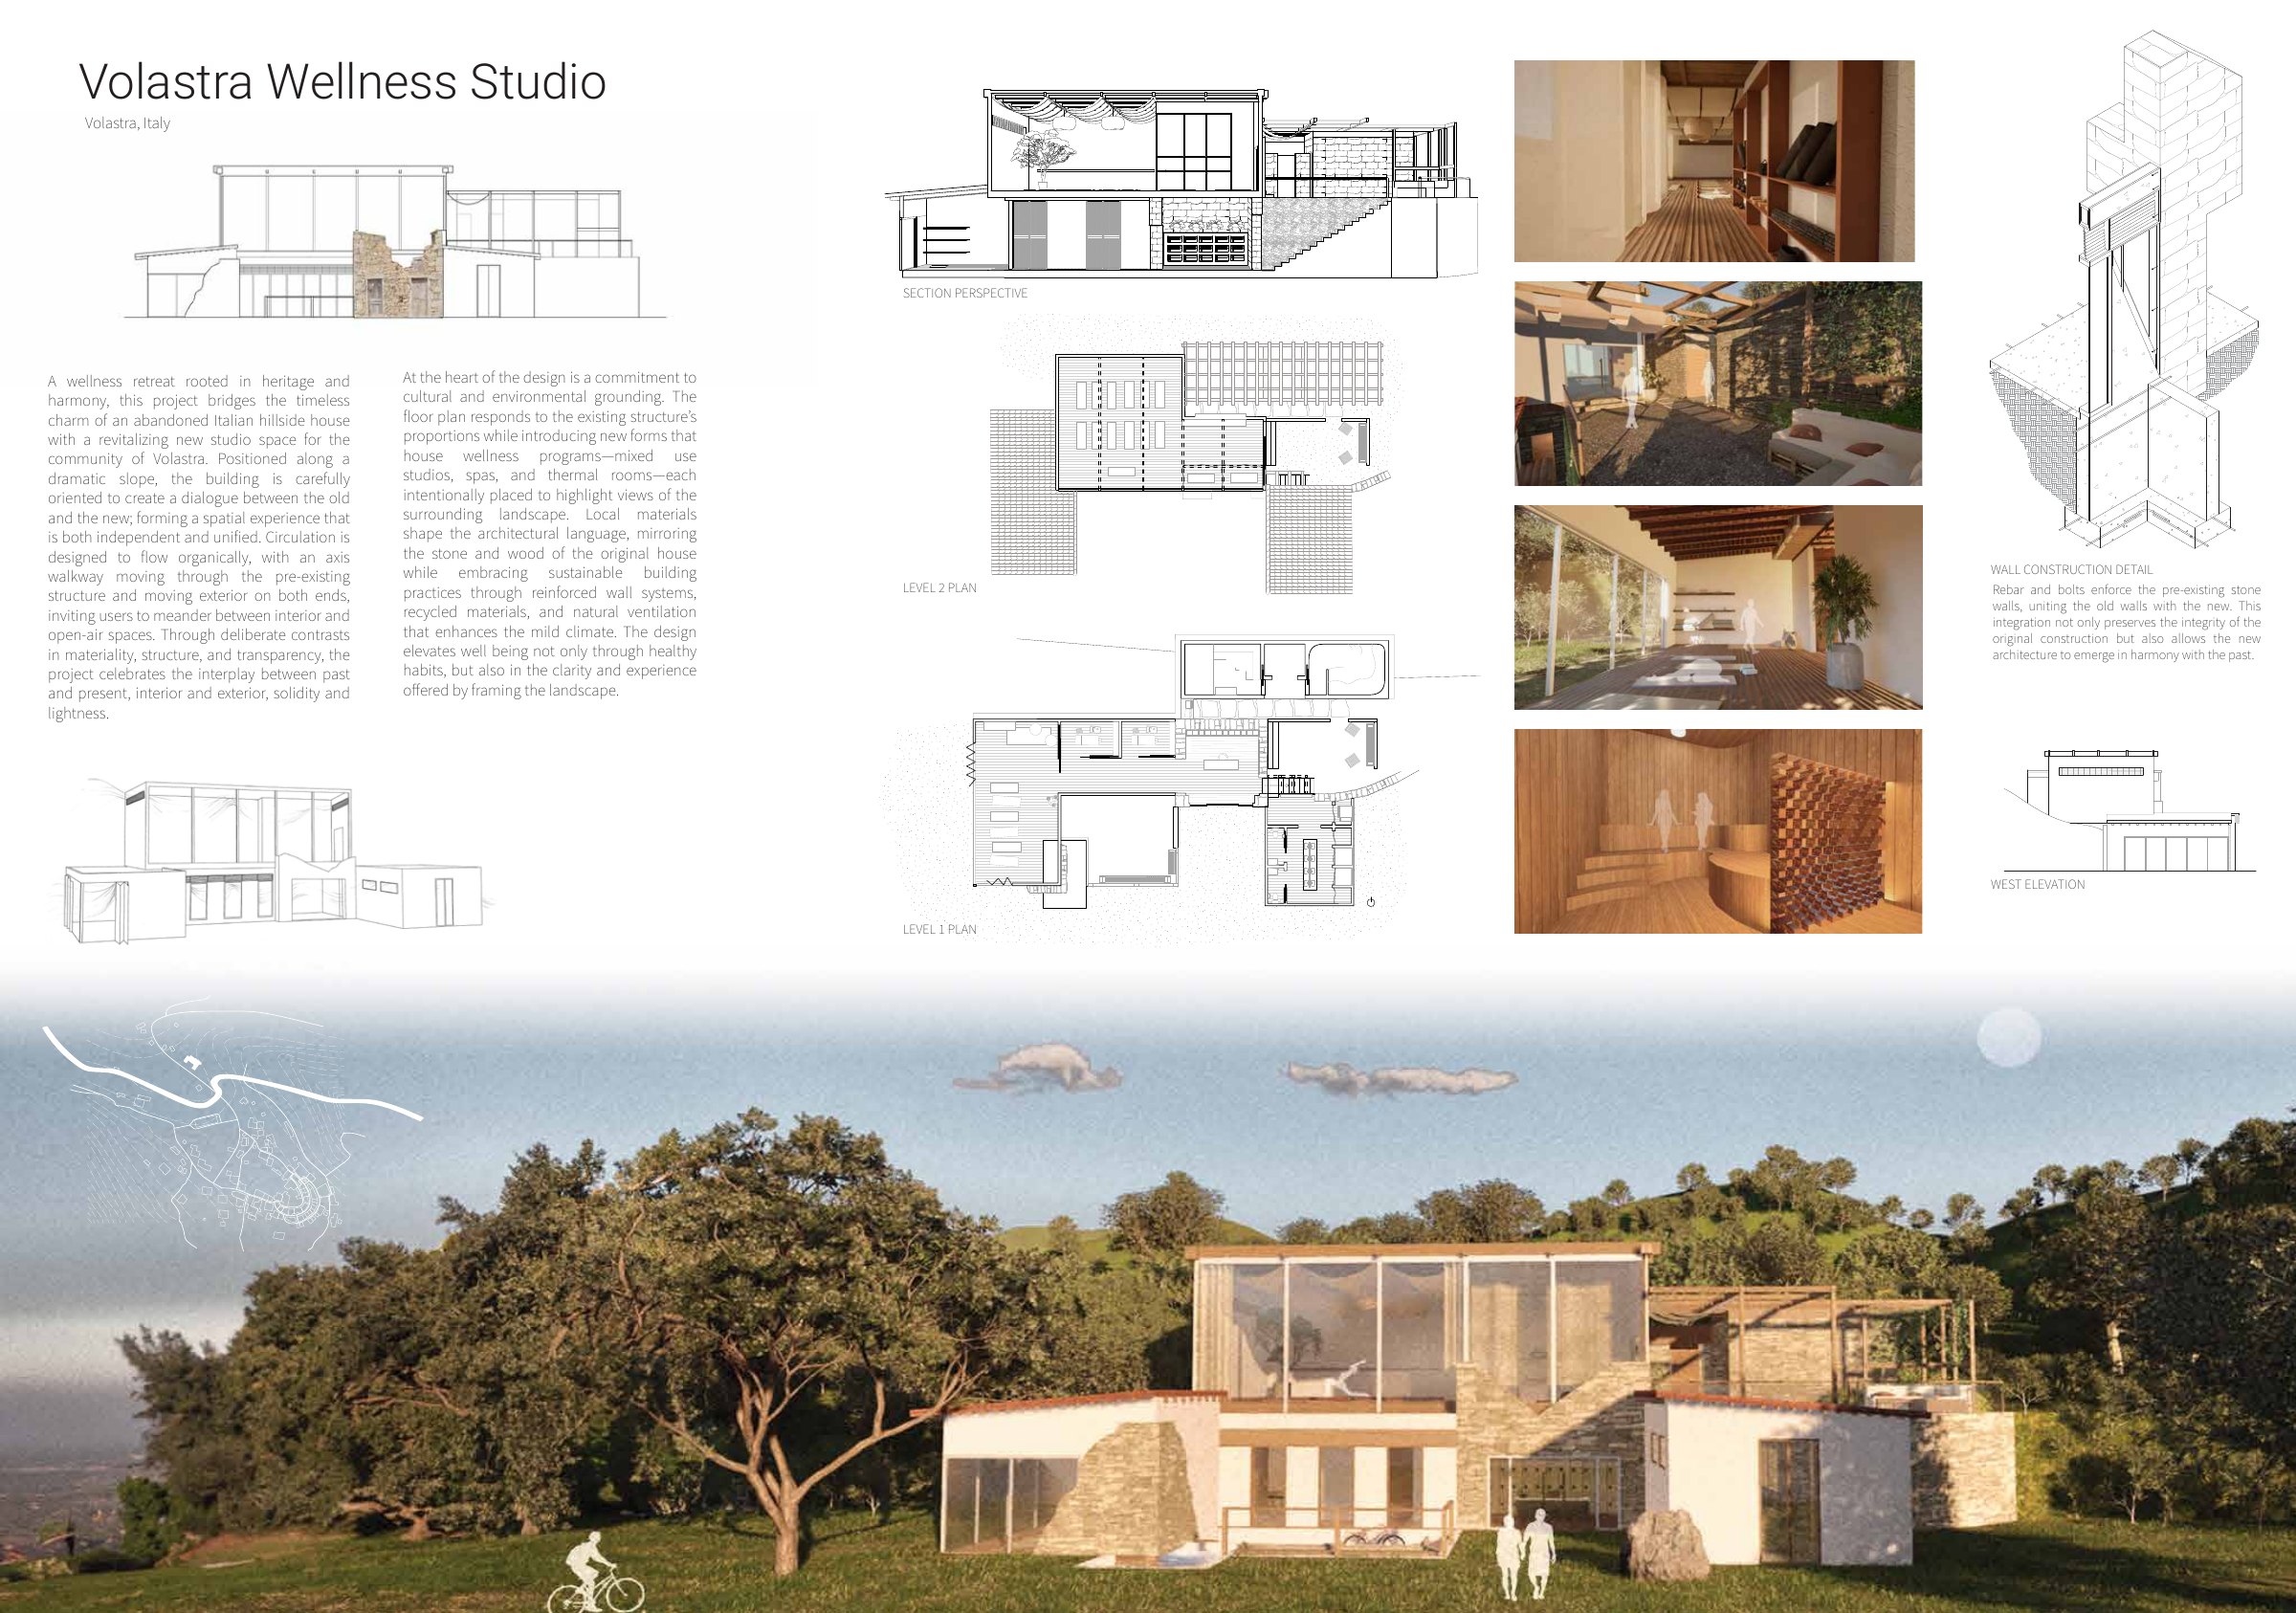 Volastra Wellness Studio
Volastra, Italy
A wellness retreat rooted in heritage and
harmony, this project bridges the timeless
charm of an abandoned Italian hillside house
with a revitalizing new studio space for the
community of Volastra. Positioned along a
dramatic slope, the building is carefully
oriented to create a dialogue between the old
and the new; forming a spatial experience that
is both independent and unified. Circulation is
designed to flow organically, with an axis
walkway moving through the pre-existing
structure and moving exterior on both ends,
inviting users to meander between interior and
open-air spaces. Through deliberate contrasts
in materiality, structure, and transparency, the
project celebrates the interplay between past
and present, interior and exterior, solidity and
lightness.
At the heart of the design is a commitment to
cultural and environmental grounding. The
floor plan responds to the existing structure's
proportions while introducing new forms that
house wellness programs—mixed use
studios, spas, and thermal rooms—each
intentionally placed to highlight views of the
surrounding landscape. Local materials
shape the architectural language, mirroring
the stone and wood of the original house
while embracing sustainable building
practices through reinforced wall systems,
recycled materials, and natural ventilation
that enhances the mild climate. The design
elevates well being not only through healthy
habits, but also in the clarity and experience
offered by framing the landscape.
SECTION PERSPECTIVE
LEVEL 2 PLAN
LEVEL 1 PLAN
WALL CONSTRUCTION DETAIL
Rebar and bolts enforce the pre-existing stone
walls, uniting the old walls with the new. This
integration not only preserves the integrity of the
original construction but also allows the new
architecture to emerge in harmony with the past.
WEST ELEVATION